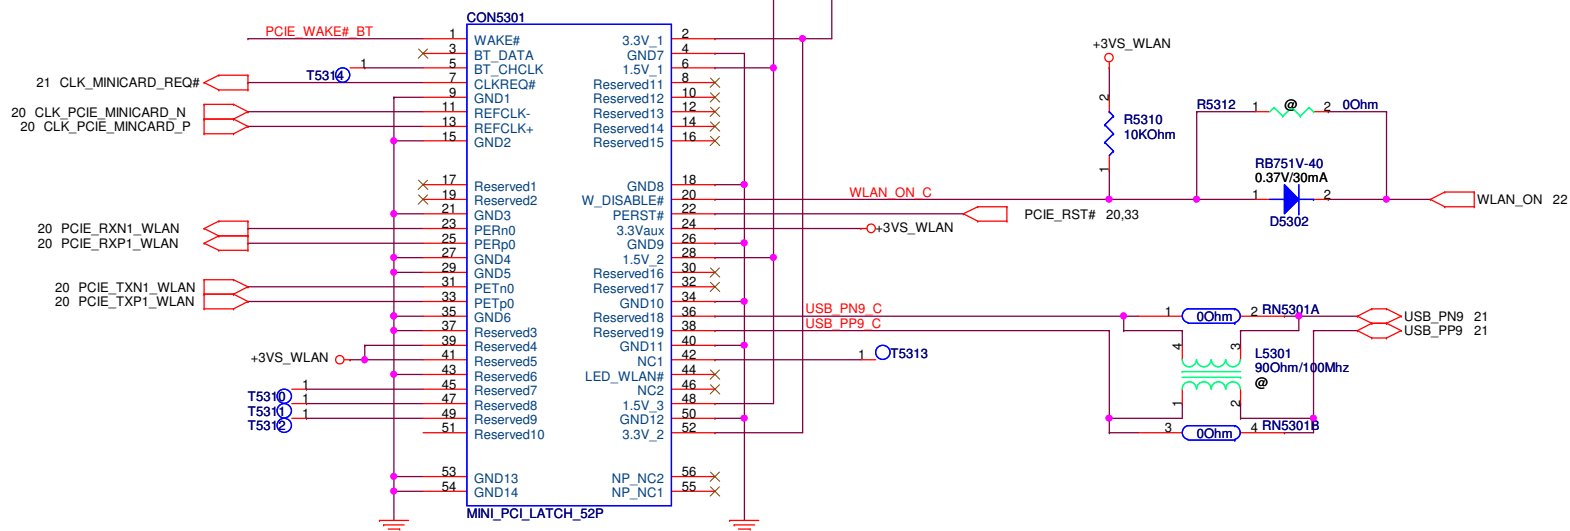 CON5301
PCIE_WAKE#_BT 1 WAKE# 3.3V_1 2
3 BT_DATA GND7 4
T5314 1 5 BT_CHCLK 1.5V_1 6
21 CLK_MINICARD_REQ# 7 CLKREQ# Reserved11 8
9 GND1 Reserved12 10
20 CLK_PCIE_MINICARD_N 11 REFCLK- Reserved13 12
20 CLK_PCIE_MINCARD_P 13 REFCLK+ Reserved14 14
15 GND2 Reserved15 16
17 Reserved1 GND8 18
19 Reserved2 W_DISABLE# 20 WLAN_ON_C
21 GND3 PERST# 22 PCIE_RST# 20,33
20 PCIE_RXN1_WLAN 23 PERn0 3.3Vaux 24 +3VS_WLAN
20 PCIE_RXP1_WLAN 25 PERp0 GND9 26
27 GND4 1.5V_2 28
29 GND5 Reserved16 30
20 PCIE_TXN1_WLAN 31 PETn0 Reserved17 32
20 PCIE_TXP1_WLAN 33 PETp0 GND10 34
35 GND6 Reserved18 36 USB_PN9_C
37 Reserved3 Reserved19 38 USB_PP9_C
39 Reserved4 GND11 40
+3VS_WLAN 41 Reserved5 NC1 42 1 T5313
43 Reserved6 LED_WLAN# 44
T5310 1 45 Reserved7 NC2 46
T5311 1 47 Reserved8 1.5V_3 48
T5312 1 49 Reserved9 GND12 50
51 Reserved10 3.3V_2 52
53 GND13 NP_NC2 56
54 GND14 NP_NC1 55
MINI_PCI_LATCH_52P
+3VS_WLAN
2
R5310
10KOhm
1
R5312 1 @ 2 0Ohm
RB751V-40
0.37V/30mA
1 2
D5302
WLAN_ON 22
1 0Ohm 2 RN5301A
USB_PN9 21
USB_PP9 21
4 3
L5301
90Ohm/100Mhz
@
1 2
3 0Ohm 4 RN5301B